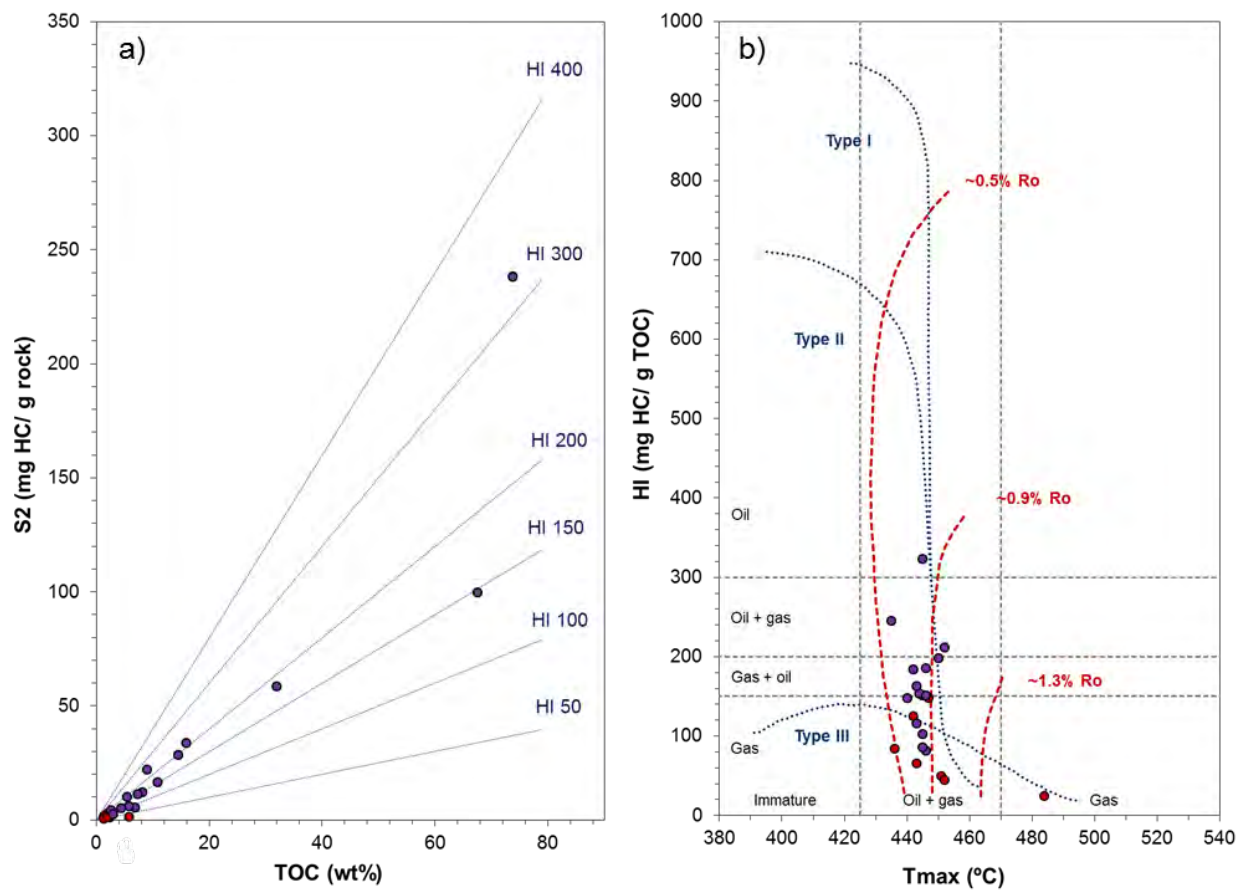 a)
350
300
250
200
150
100
50
0
S2 (mg HC/ g rock)
HI 400
HI 300
HI 200
HI 150
HI 100
HI 50
0
20
40
60
80
TOC (wt%)
b)
1000
900
800
700
600
500
400
300
200
100
0
HI (mg HC/ g TOC)
Type I
~0.5% Ro
Type II
~0.9% Ro
Oil
Oil + gas
Gas + oil
~1.3% Ro
Type III
Gas
Immature
Oil + gas
Gas
380
400
420
440
460
480
500
520
540
Tmax (ºC)